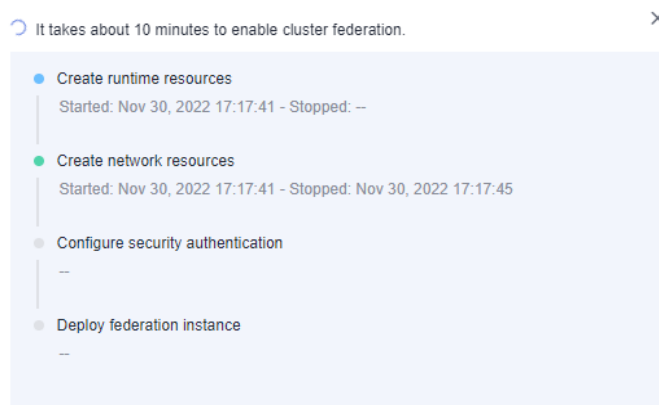 It takes about 10 minutes to enable cluster federation.
Create runtime resources
Started: Nov 30, 2022 17:17:41 - Stopped: --
Create network resources
Started: Nov 30, 2022 17:17:41 - Stopped: Nov 30, 2022 17:17:45
Configure security authentication
--
Deploy federation instance
--